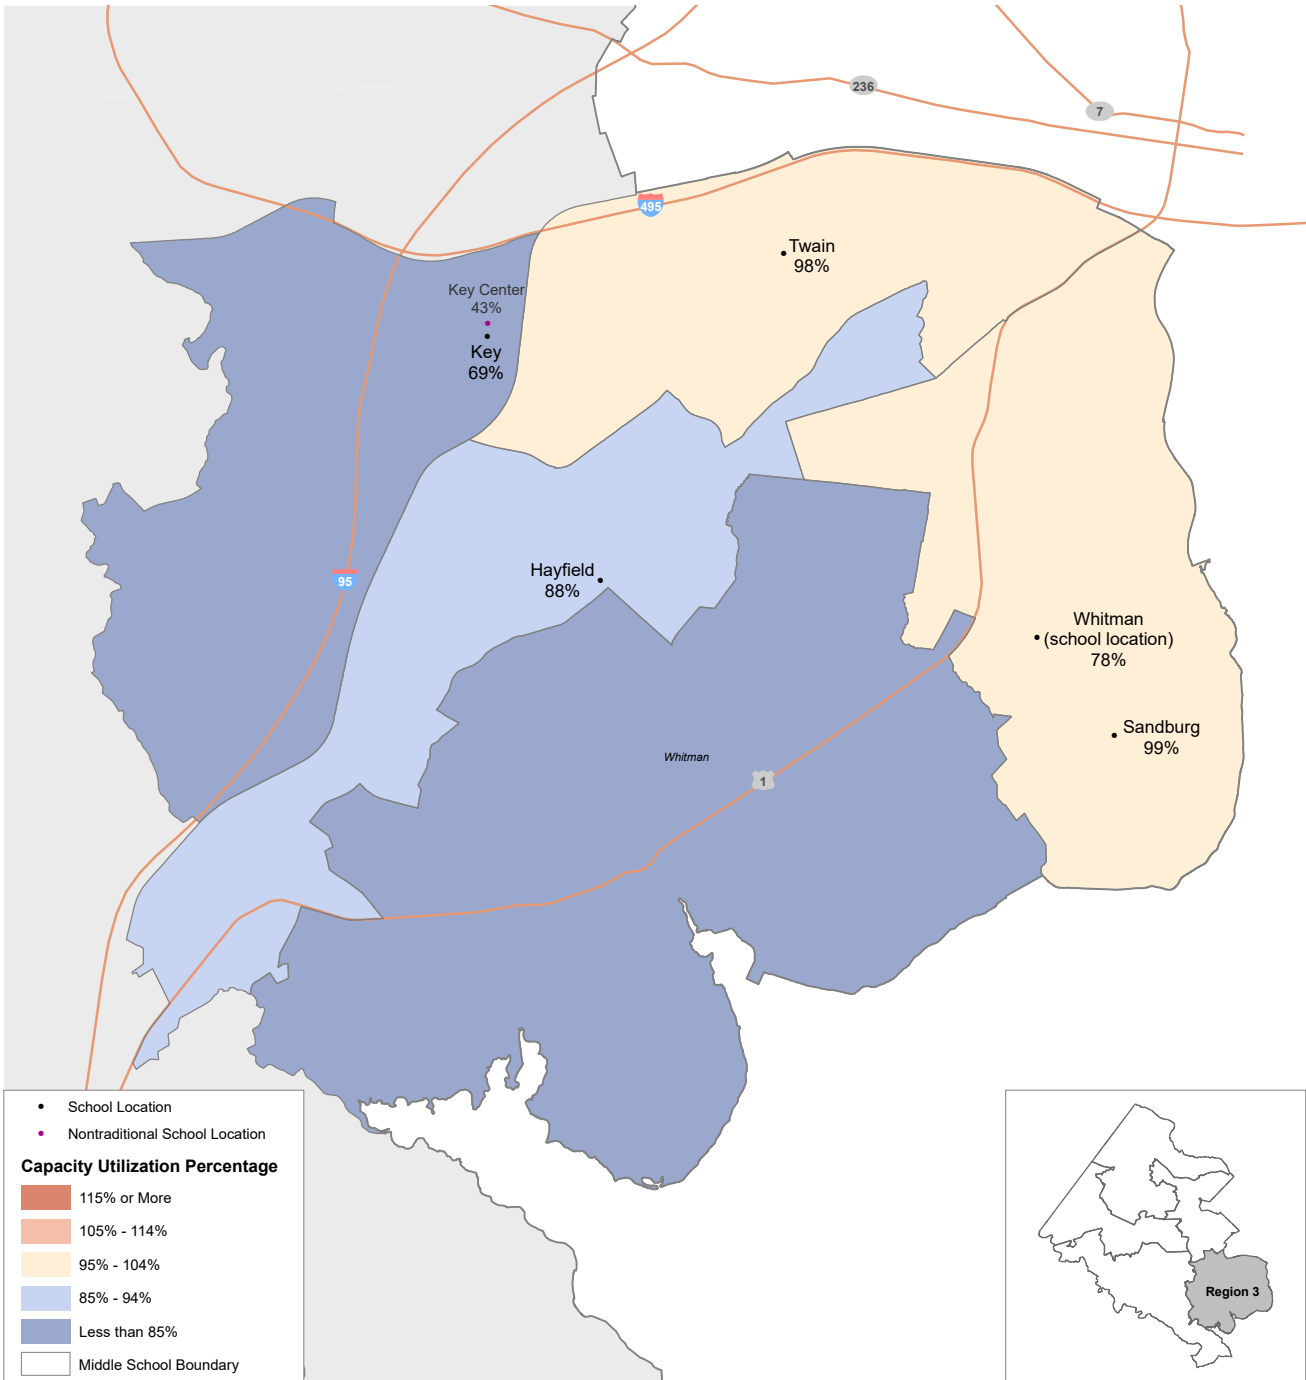 236
7
495
Twain
98%
Key Center
43%
Key
69%
95
Hayfield
88%
Whitman
(school location)
78%
Sandburg
99%
Whitman
1
School Location
Nontraditional School Location
Capacity Utilization Percentage
115% or More
105% - 114%
95% - 104%
85% - 94%
Less than 85%
Middle School Boundary
Region 3